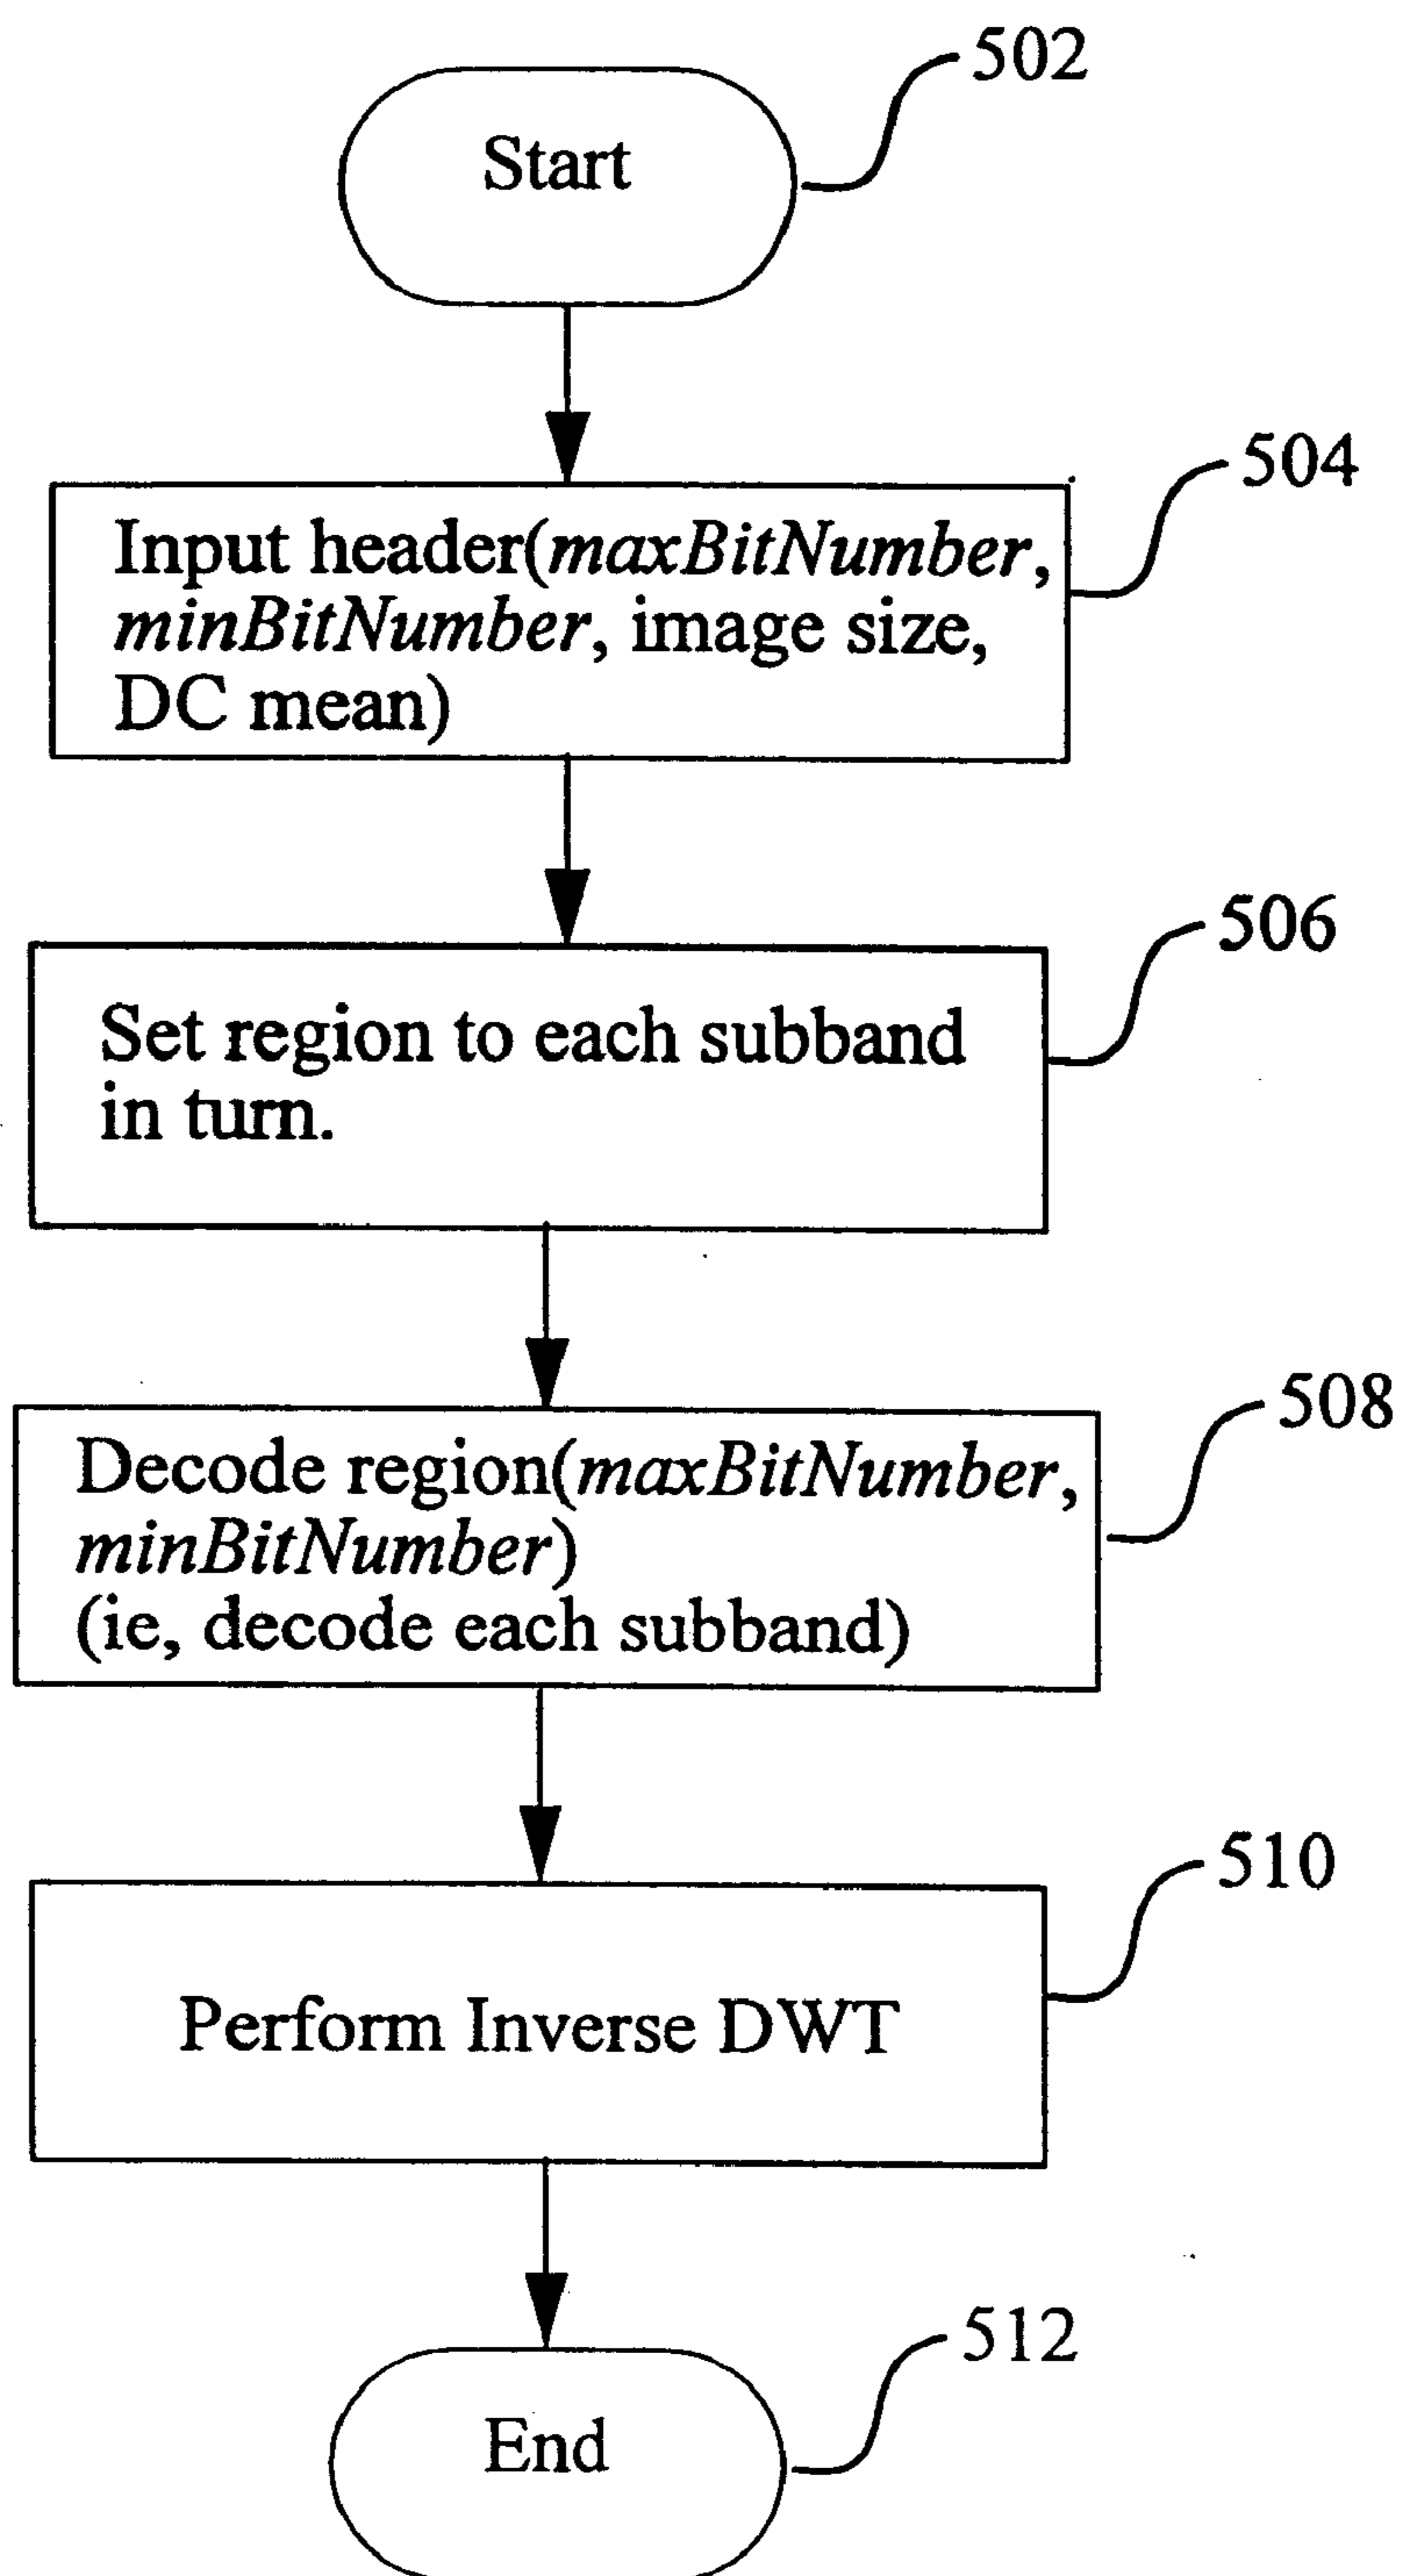 502
Start
504
Input header(maxBitNumber,
minBitNumber, image size,
DC mean)
506
Set region to each subband
in turn.
508
Decode region(maxBitNumber,
minBitNumber)
(ie, decode each subband)
510
Perform Inverse DWT
512
End